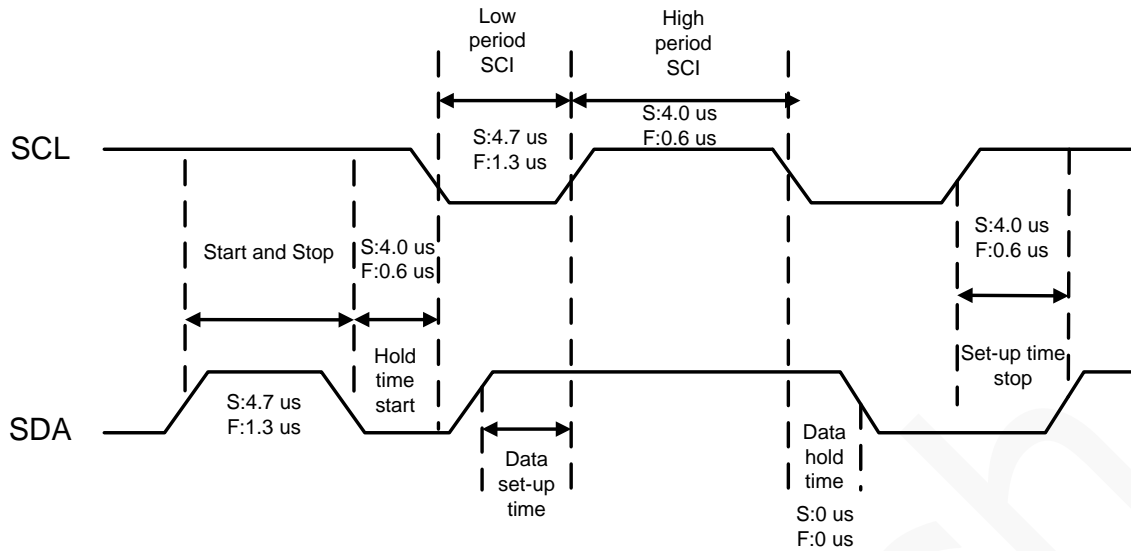 Low
period
SCI
High
period
SCI
S:4.7 us
F:1.3 us
S:4.0 us
F:0.6 us
SCL
Start and Stop
S:4.0 us
F:0.6 us
S:4.0 us
F:0.6 us
Hold
time
start
Set-up time
stop
SDA
S:4.7 us
F:1.3 us
Data
set-up
time
Data
hold
time
S:0 us
F:0 us